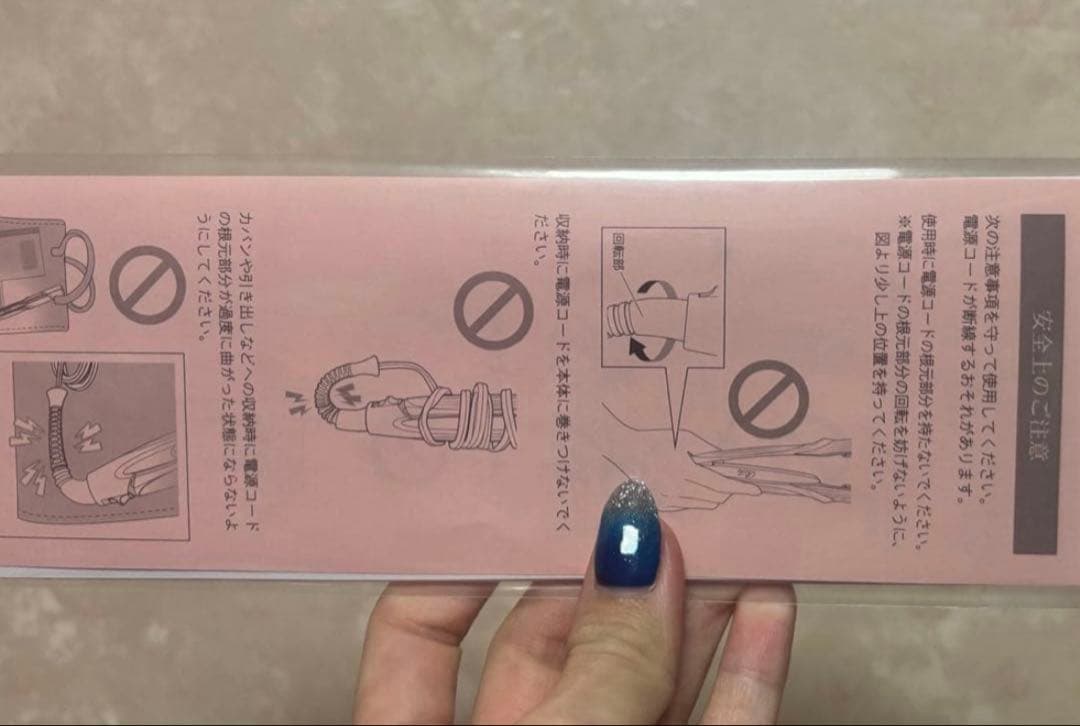 安全上のご注意
次の注意事項を守って使用してください。
電源コードが断線するおそれがあります。
使用時に電源コードの根元部分を持たないでください。
※電源コードの根元部分の回転を妨げないように、
図より少し上の位置を持ってください。
回転部
収納時に電源コードを本体に巻きつけないでく
ださい。
カバンや引き出しなどへの収納時に電源コード
の根元部分が過度に曲がった状態にならないよ
うにしてください。